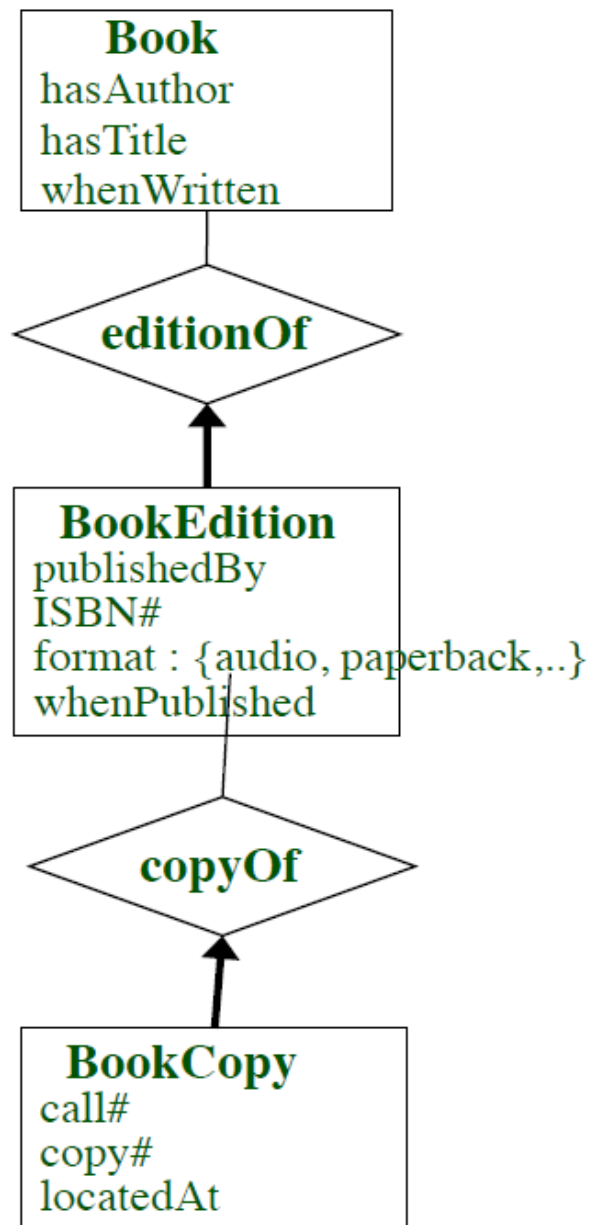 Book
hasAuthor
hasTitle
whenWritten
editionOf
BookEdition
publishedBy
ISBN#
format : {audio, paperback,..}
whenPublished
copyOf
BookCopy
call#
copy#
locatedAt